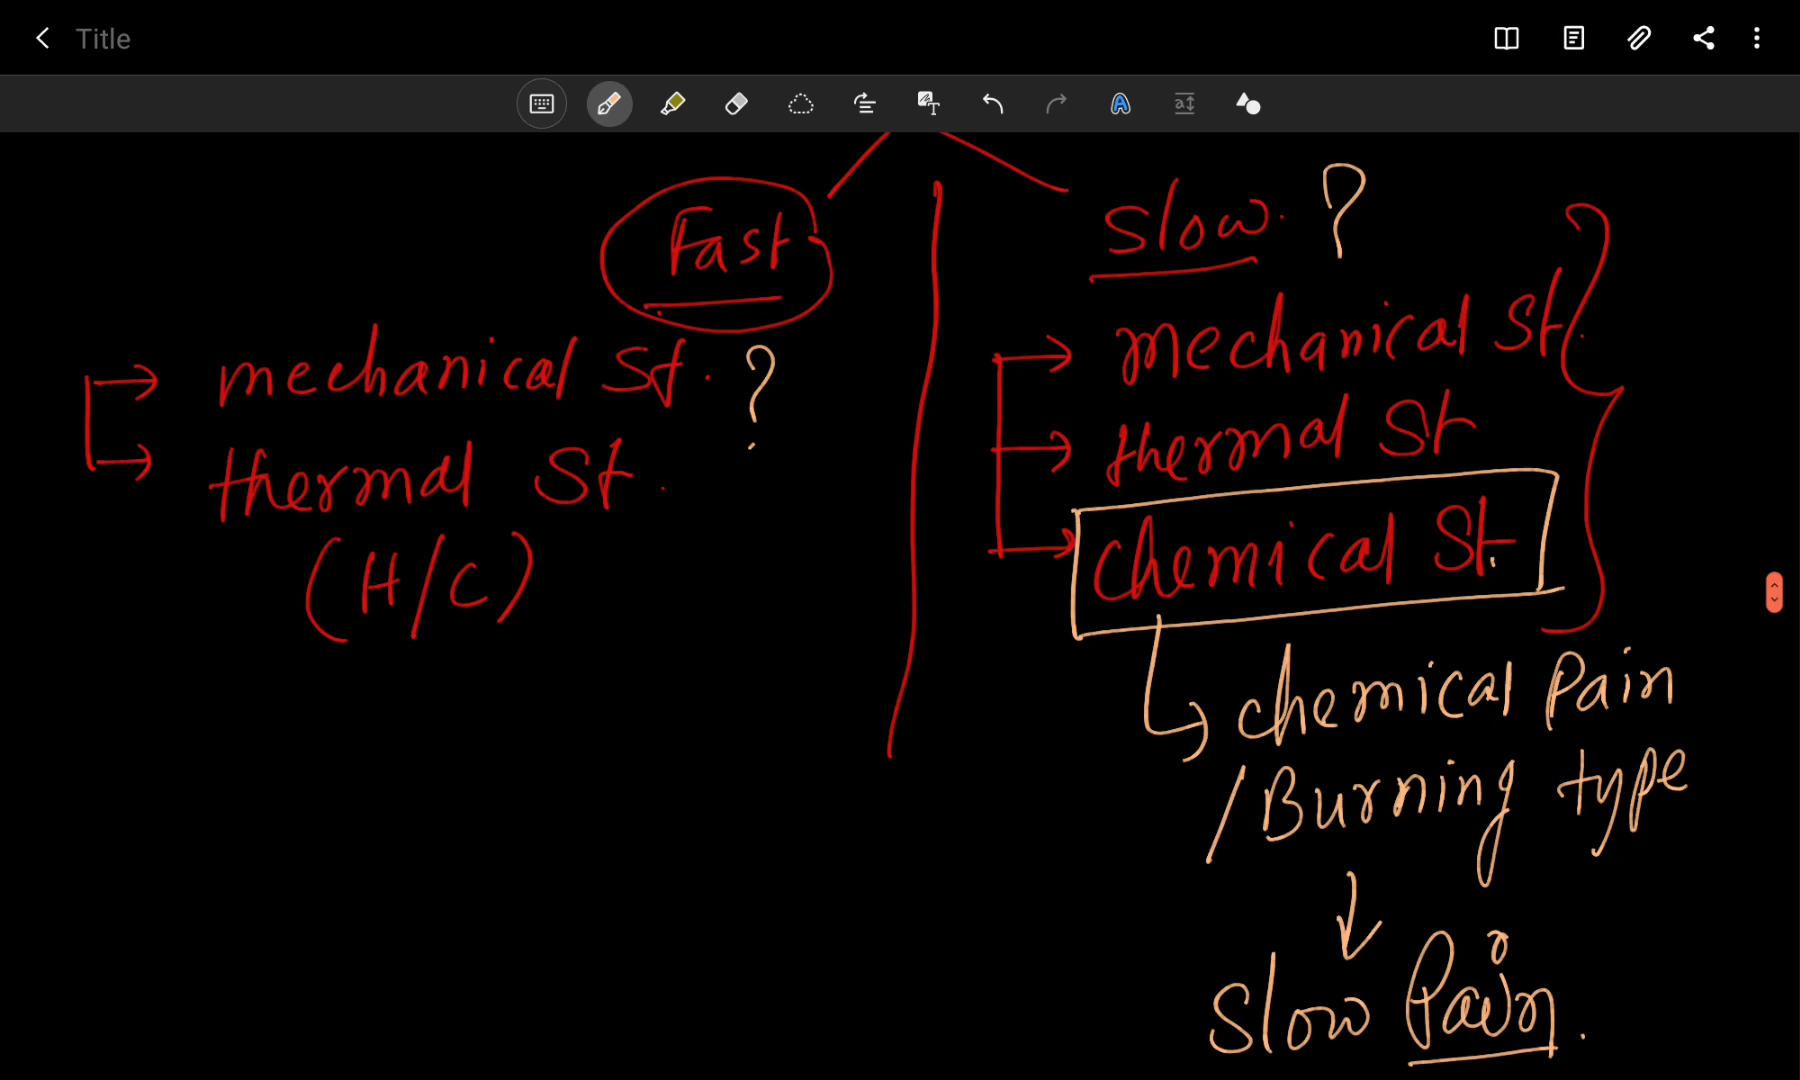 Title
Fast
mechanical St. ?
thermal St.
(H/C)
Slow. ?
mechanical St.
thermal St
Chemical St.
chemical Pain
/Burning type
Slow Pain.